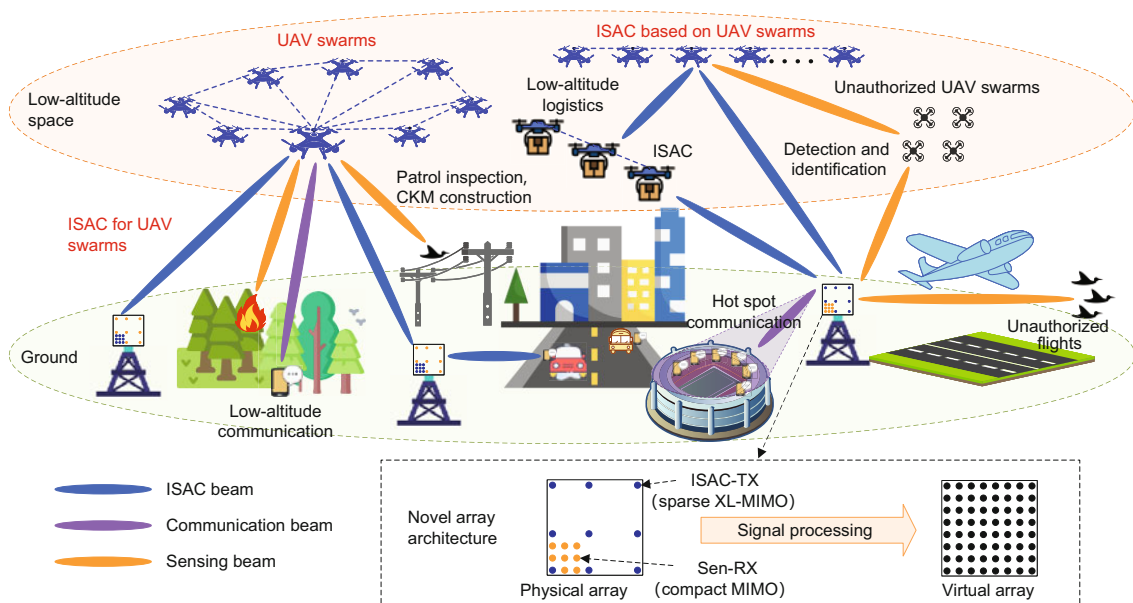 UAV swarms
ISAC based on UAV swarms
Low-altitude
space
Low-altitude
logistics
Unauthorized UAV swarms
ISAC
Detection and
identification
Patrol inspection,
CKM construction
ISAC for UAV
swarms
Hot spot
communication
Unauthorized
flights
Ground
Low-altitude
communication
ISAC beam
Communication beam
Sensing beam
Novel array
architecture
ISAC-TX
(sparse XL-MIMO)
Signal processing
Sen-RX
(compact MIMO)
Physical array
Virtual array